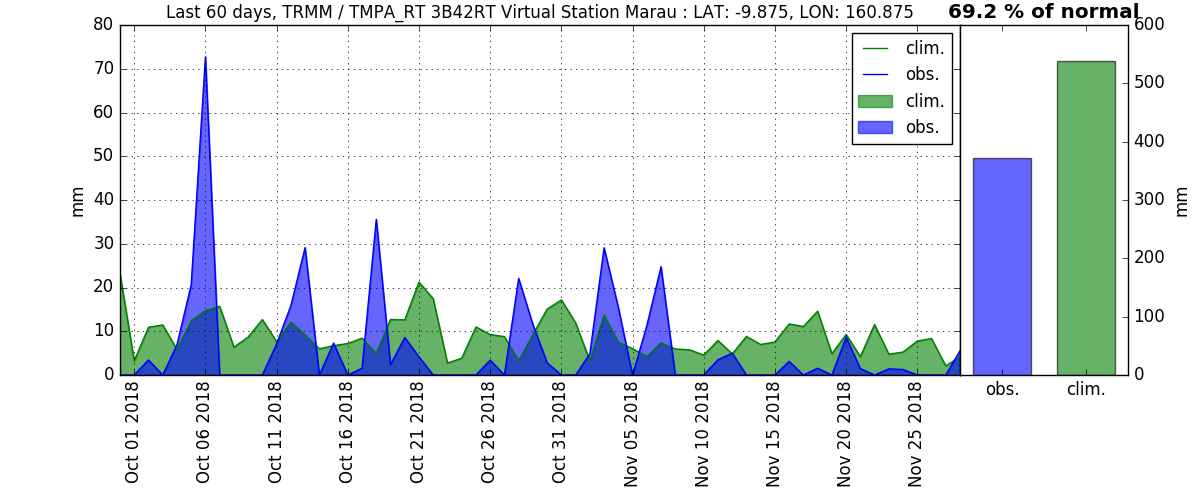 Last 60 days, TRMM / TMPA_RT 3B42RT Virtual Station Marau : LAT: -9.875, LON: 160.875
69.2 % of normal
80
70
60
50
40
30
20
10
0
mm
clim.
obs.
clim.
obs.
Oct 01 2018
Oct 06 2018
Oct 11 2018
Oct 16 2018
Oct 21 2018
Oct 26 2018
Oct 31 2018
Nov 05 2018
Nov 10 2018
Nov 15 2018
Nov 20 2018
Nov 25 2018
600
500
400
300
200
100
0
mm
obs.
clim.